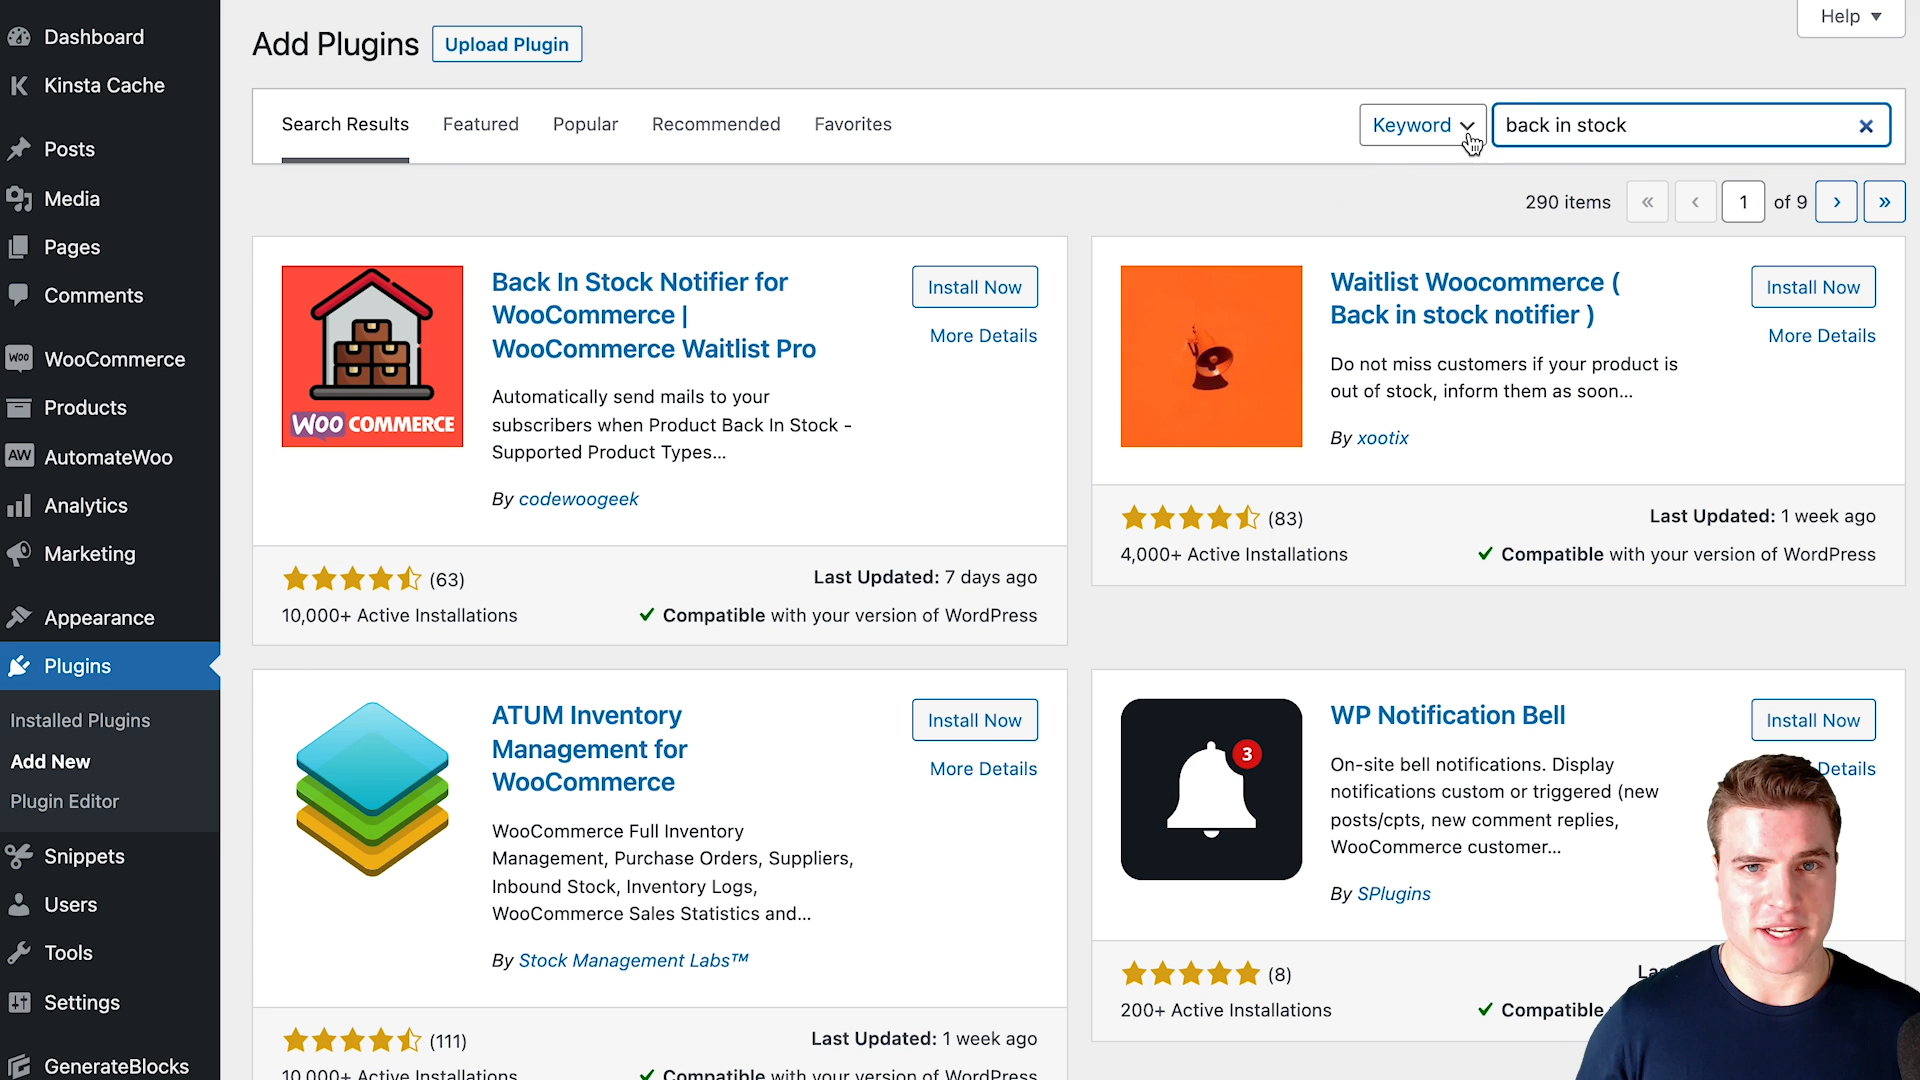 Dashboard
Kinsta Cache
Posts
Media
Pages
Comments
WOO
WooCommerce
Products
AW
AutomateWoo
Analytics
Marketing
Appearance
Plugins
Installed Plugins
Add New
Plugin Editor
Snippets
Users
Tools
Settings
GenerateBlocks
Add Plugins
Upload Plugin
Help
Search Results
Featured
Popular
Recommended
Favorites
Keyword
back in stock
290 items
«
‹
1
of 9
›
»
WOO COMMERCE
Back In Stock Notifier for
WooCommerce |
WooCommerce Waitlist Pro
Install Now
More Details
Automatically send mails to your
subscribers when Product Back In Stock -
Supported Product Types...
By codewoogeek
(63)
10,000+ Active Installations
Last Updated: 7 days ago
Compatible with your version of WordPress
Waitlist Woocommerce (
Back in stock notifier )
Install Now
More Details
Do not miss customers if your product is
out of stock, inform them as soon...
By xootix
(83)
4,000+ Active Installations
Last Updated: 1 week ago
Compatible with your version of WordPress
ATUM Inventory
Management for
WooCommerce
Install Now
More Details
WooCommerce Full Inventory
Management, Purchase Orders, Suppliers,
Inbound Stock, Inventory Logs,
WooCommerce Sales Statistics and...
By Stock Management Labs™
(111)
10,000+ Active Installations
Last Updated: 1 week ago
Compatible with your version of WordPress
3
WP Notification Bell
Install Now
Details
On-site bell notifications. Display
notifications custom or triggered (new
posts/cpts, new comment replies,
WooCommerce customer...
By SPlugins
(8)
200+ Active Installations
Compatible